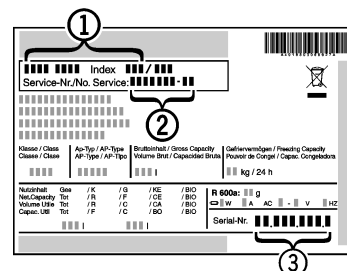 1
Index /
Service-Nr./No. Service: -
2
Klasse / Class
Classe / Clase
Ap-Typ / AP-Type
AP-Type / AP-Tipo
Bruttoinhalt / Gross Capacity
Volume Brut / Capacidad Bruta
Gefriervermögen / Freezing Capacity
Pouvoir de Congel / Capac. Congeladora
l
kg / 24 h
Nutzinhalt Ges / K / G / KE / BIO
Net.Capacity Tot / R / F / CE / BIO
Volume Utile Tot / R / C / CA / BIO
Capac. Util Tot / F / C / BO / BIO
l l
R 600a: g
W A AC - V HZ
Serial-Nr.
3